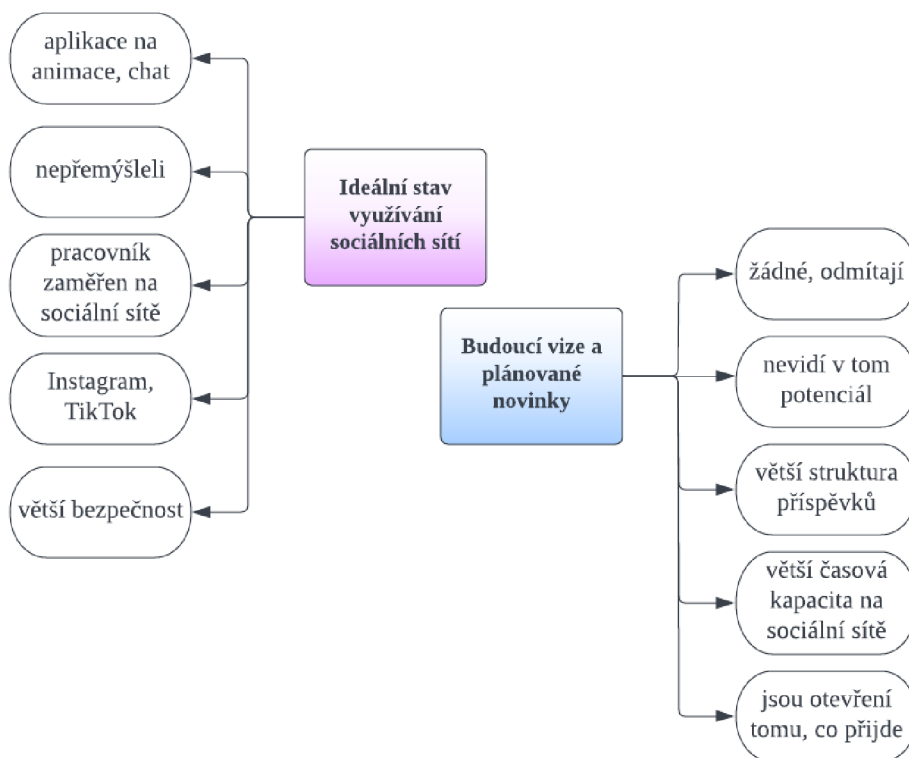 aplikace na
animace, chat
nepřemýšleli
pracovník
zaměřen na
sociální sítě
Instagram,
TikTok
větší bezpečnost
Ideální stav
využívání
sociálních sítí
Budoucí vize a
plánované
novinky
žádné, odmítají
nevidí v tom
potenciál
větší struktura
příspěvků
větší časová
kapacita na
sociální sítě
jsou otevření
tomu, co přijde